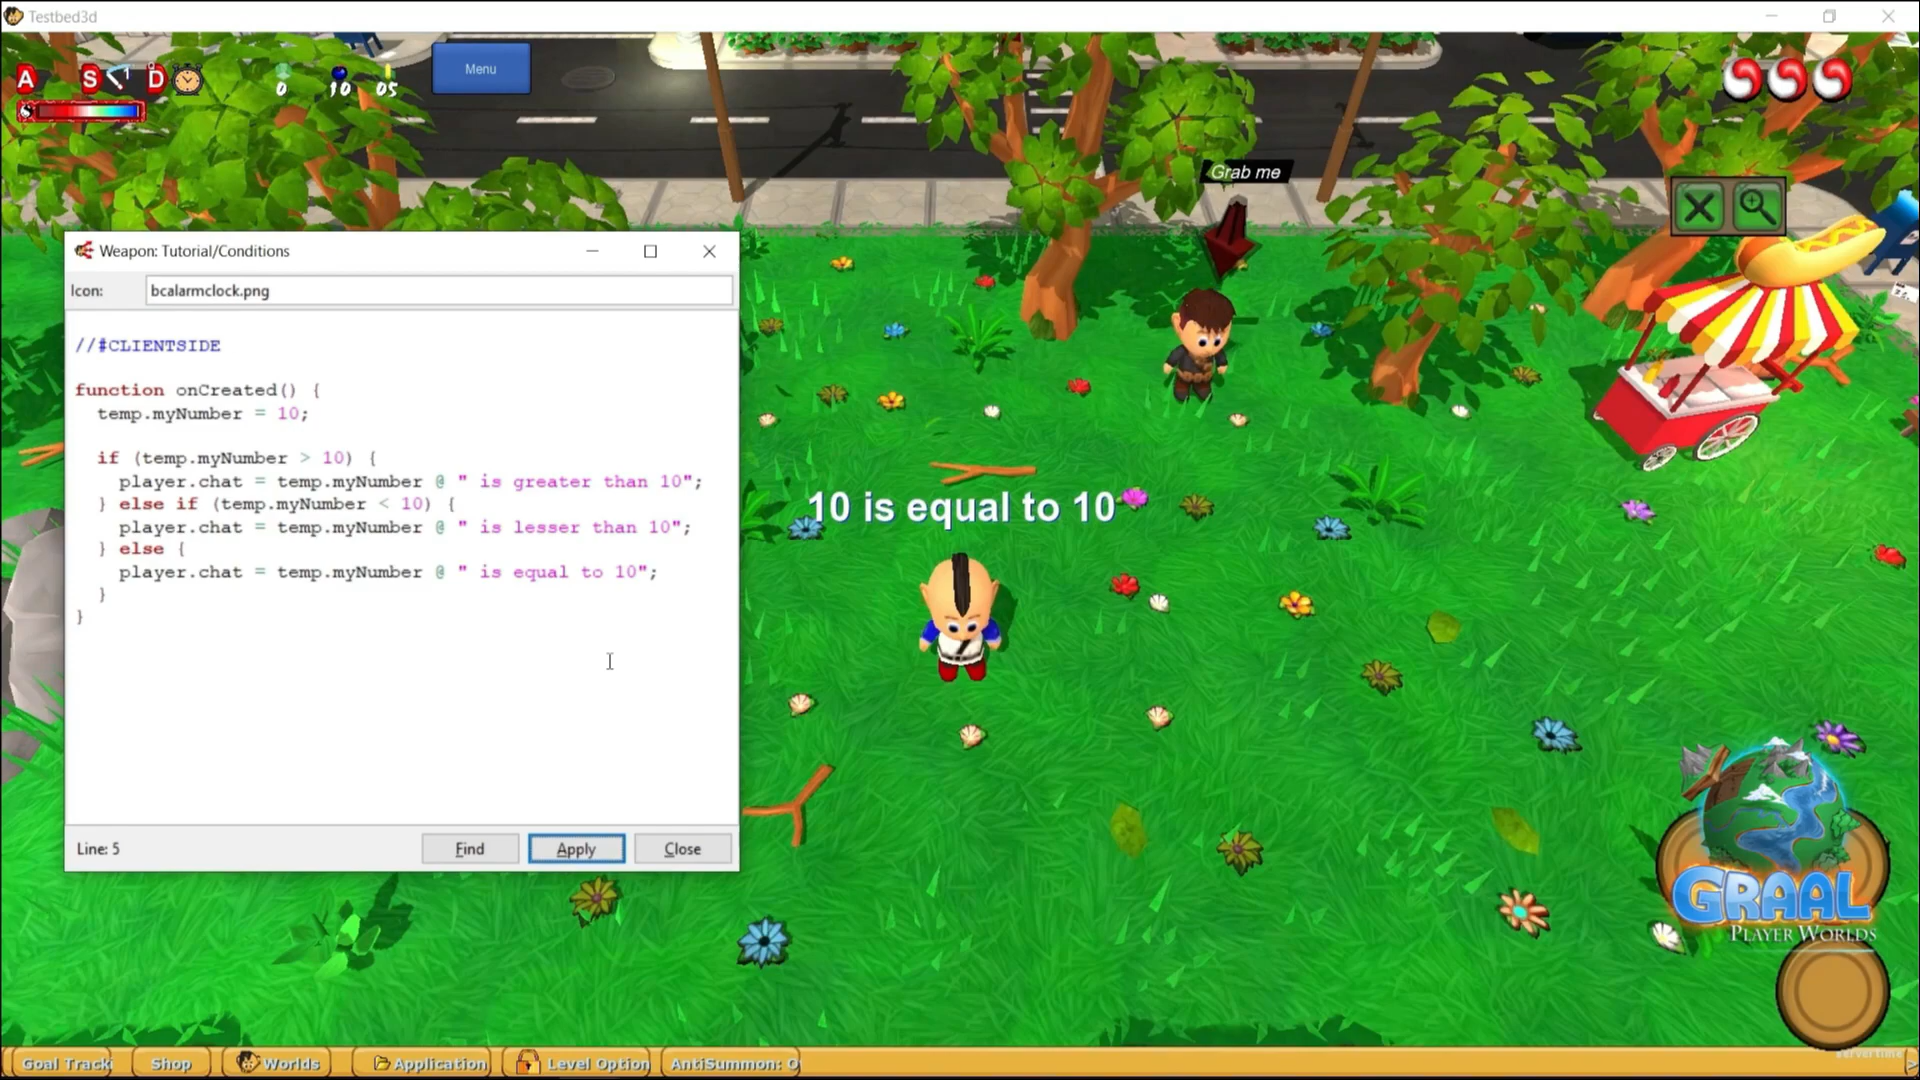 Testbed3d
A S 1 D
0 10 05
Menu
Grab me
Weapon: Tutorial/Conditions
Icon: bcalarmclock.png
//#CLIENTSIDE
function onCreated() {
temp.myNumber = 10;
if (temp.myNumber > 10) {
player.chat = temp.myNumber @ " is greater than 10";
} else if (temp.myNumber < 10) {
player.chat = temp.myNumber @ " is lesser than 10";
} else {
player.chat = temp.myNumber @ " is equal to 10";
}
}
10 is equal to 10
Line: 5
Find
Apply
Close
GRAAL
PLAYER WORLDS
Goal Tracki
Shop
Worlds
Application
Level Option
AntiSummon: O
servertime
>